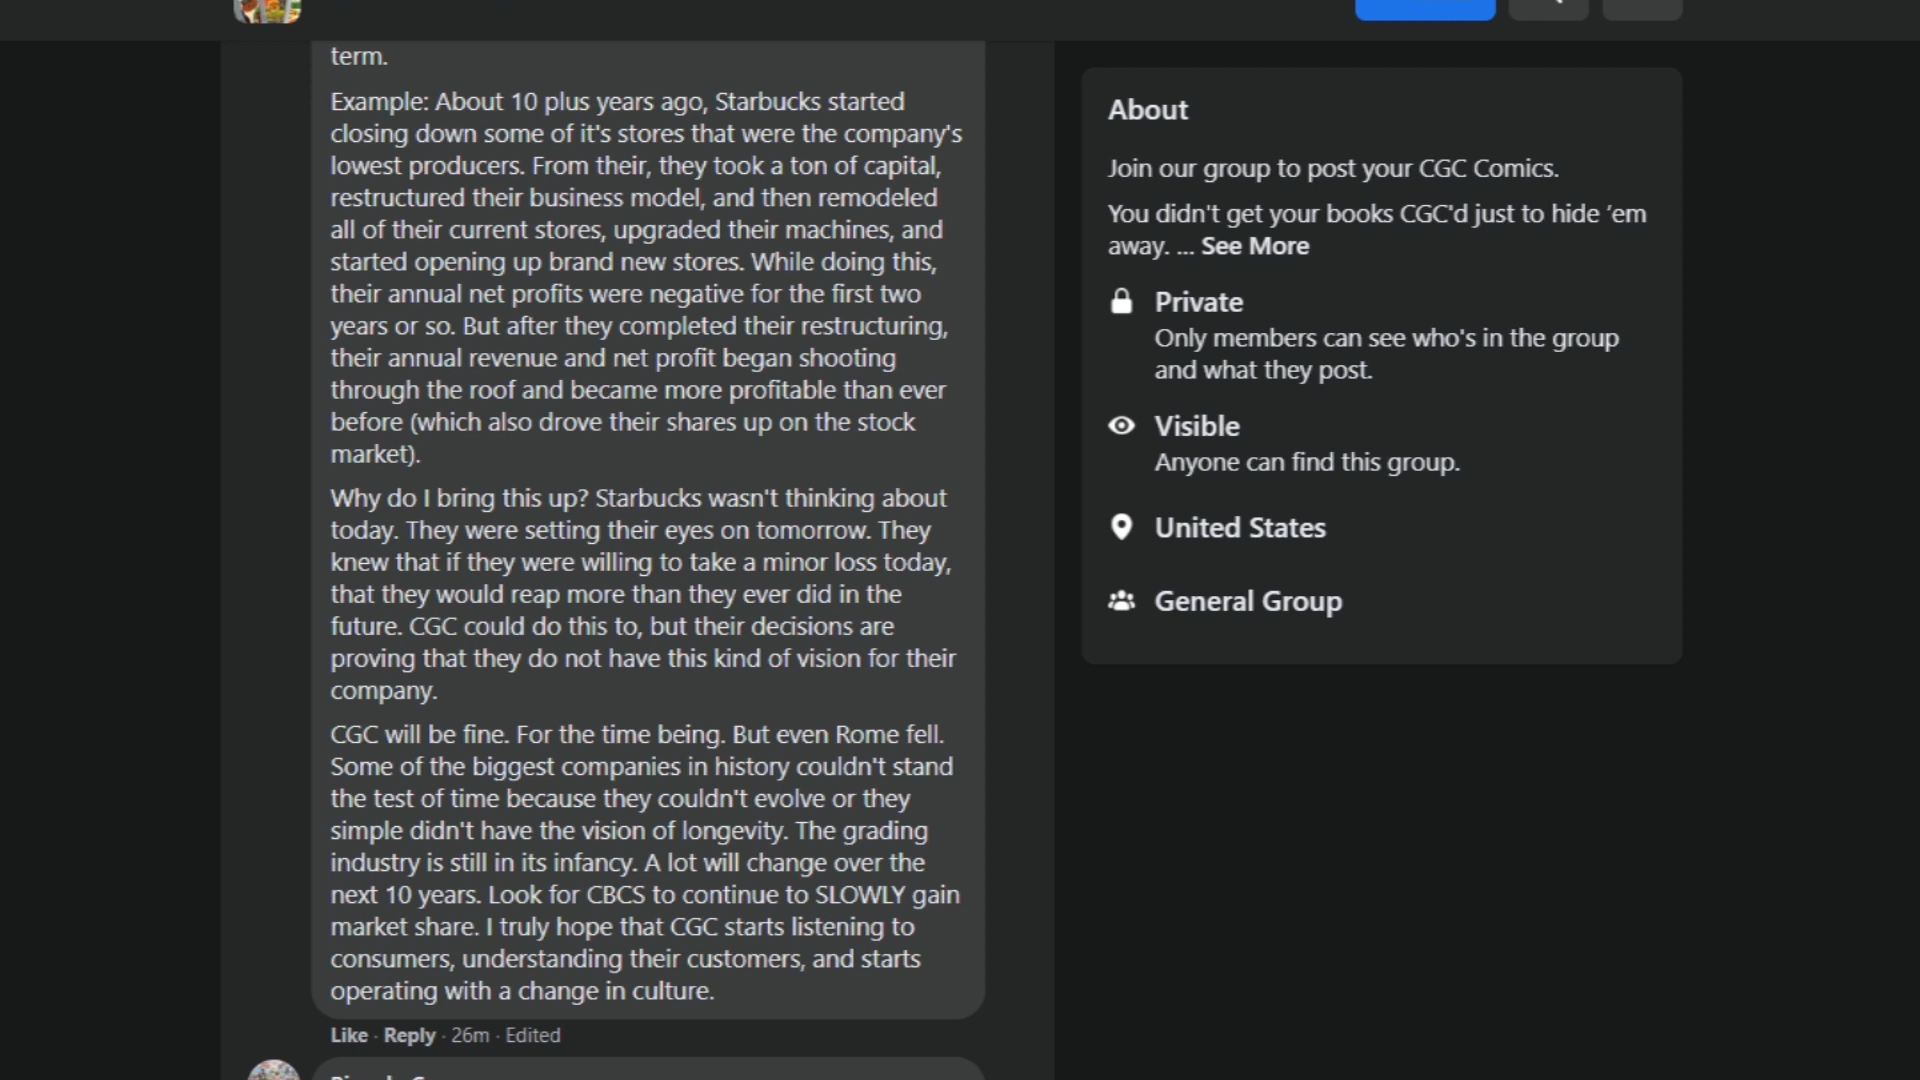 term.
Example: About 10 plus years ago, Starbucks started
closing down some of it's stores that were the company's
lowest producers. From their, they took a ton of capital,
restructured their business model, and then remodeled
all of their current stores, upgraded their machines, and
started opening up brand new stores. While doing this,
their annual net profits were negative for the first two
years or so. But after they completed their restructuring,
their annual revenue and net profit began shooting
through the roof and became more profitable than ever
before (which also drove their shares up on the stock
market).
Why do I bring this up? Starbucks wasn't thinking about
today. They were setting their eyes on tomorrow. They
knew that if they were willing to take a minor loss today,
that they would reap more than they ever did in the
future. CGC could do this to, but their decisions are
proving that they do not have this kind of vision for their
company.
CGC will be fine. For the time being. But even Rome fell.
Some of the biggest companies in history couldn't stand
the test of time because they couldn't evolve or they
simple didn't have the vision of longevity. The grading
industry is still in its infancy. A lot will change over the
next 10 years. Look for CBCS to continue to SLOWLY gain
market share. I truly hope that CGC starts listening to
consumers, understanding their customers, and starts
operating with a change in culture.
Like · Reply · 26m · Edited
About
Join our group to post your CGC Comics.
You didn't get your books CGC'd just to hide ‘em
away. ... See More
Private
Only members can see who's in the group
and what they post.
Visible
Anyone can find this group.
United States
General Group